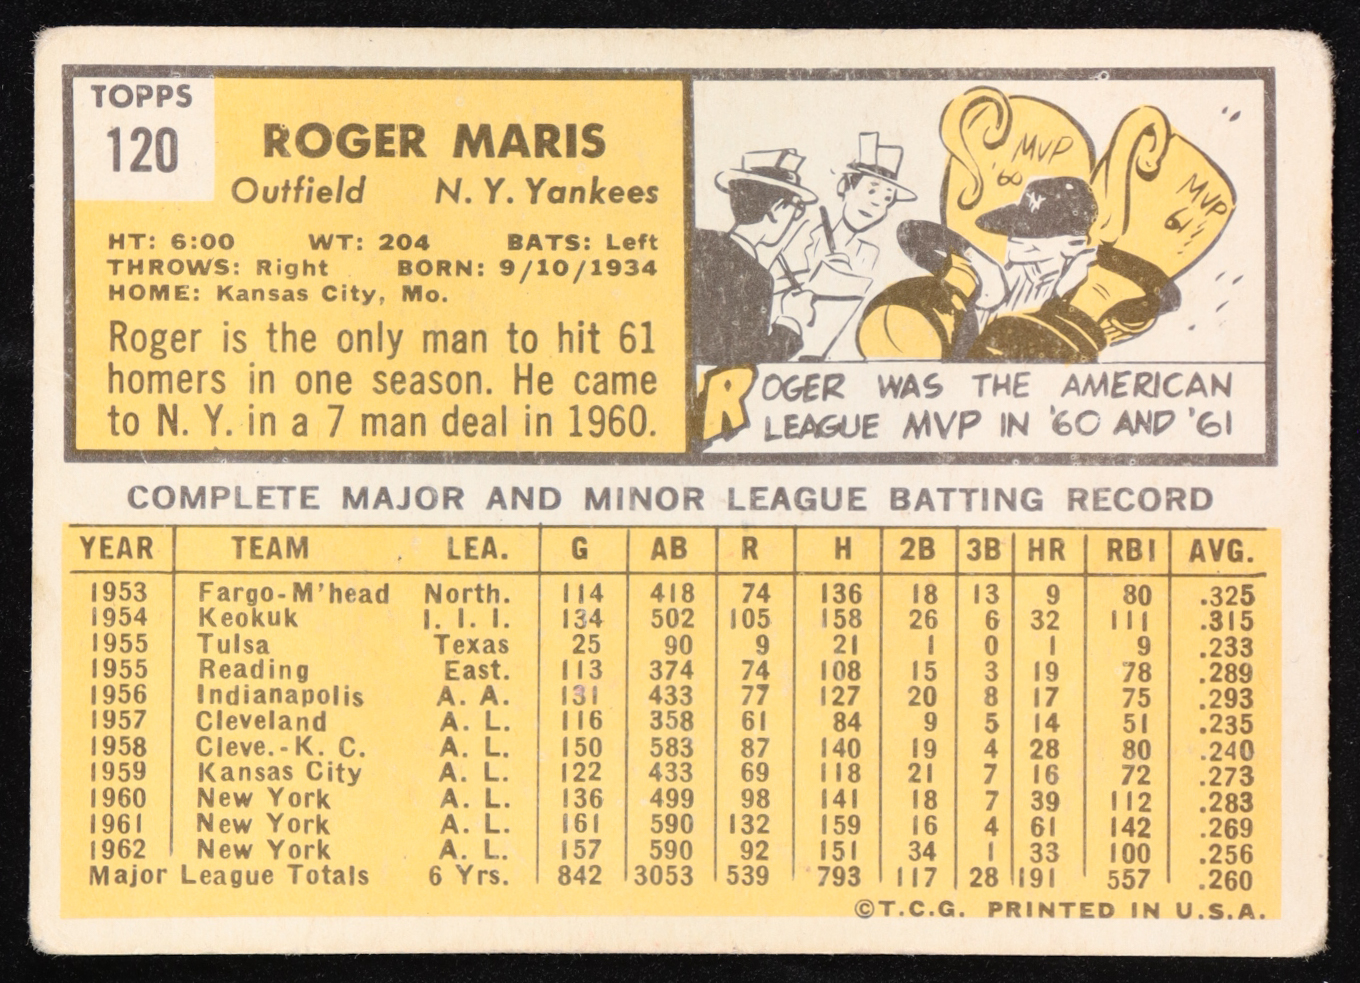 TOPPS
120
ROGER MARIS
Outfield N. Y. Yankees
HT: 6:00 WT: 204 BATS: Left
THROWS: Right BORN: 9/10/1934
HOME: Kansas City, Mo.
Roger is the only man to hit 61
homers in one season. He came
to N. Y. in a 7 man deal in 1960.
MVP
'60
MVP
61
ROGER WAS THE AMERICAN
LEAGUE MVP IN '60 AND '61
COMPLETE MAJOR AND MINOR LEAGUE BATTING RECORD
YEAR TEAM LEA. G AB R H 2B 3B HR RBI AVG.
1953 Fargo-M'head North. 114 418 74 136 18 13 9 80 .325
1954 Keokuk I. I. I. 134 502 105 158 26 6 32 111 .315
1955 Tulsa Texas 25 90 9 21 1 0 1 9 .233
1955 Reading East. 113 374 74 108 15 3 19 78 .289
1956 Indianapolis A. A. 131 433 77 127 20 8 17 75 .293
1957 Cleveland A. L. 116 358 61 84 9 5 14 51 .235
1958 Cleve.-K. C. A. L. 150 583 87 140 19 4 28 80 .240
1959 Kansas City A. L. 122 433 69 118 21 7 16 72 .273
1960 New York A. L. 136 499 98 141 18 7 39 112 .283
1961 New York A. L. 161 590 132 159 16 4 61 142 .269
1962 New York A. L. 157 590 92 151 34 1 33 100 .256
Major League Totals 6 Yrs. 842 3053 539 793 117 28 191 557 .260
©T.C.G. PRINTED IN U.S.A.